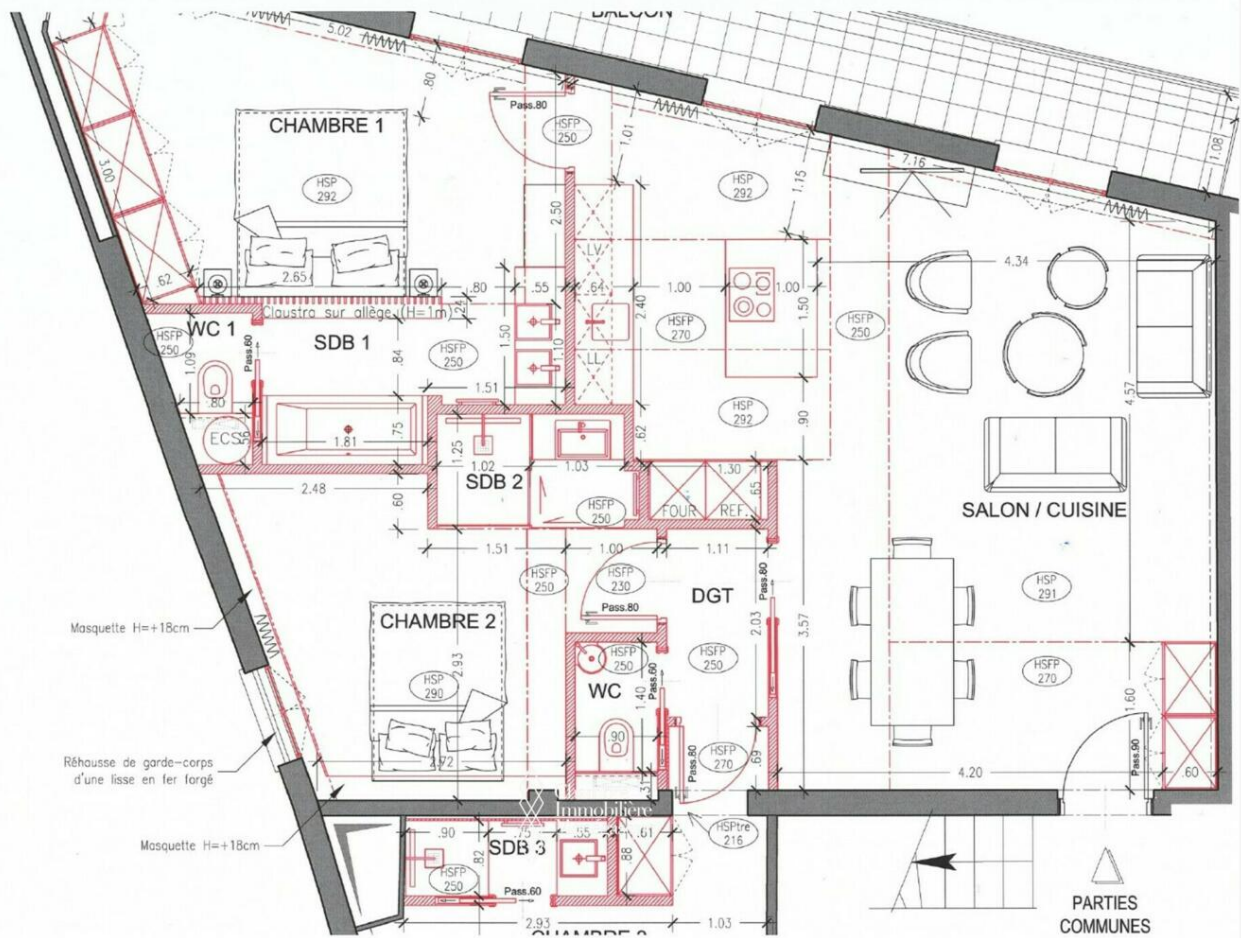 BALCON
5.02
.80
Pass.80
CHAMBRE 1
HSFP
250
1.01
7.16
1.08
3.00
HSP
292
HSP
292
1.15
2.50
LV
2.65
.62
.80
.55
.64
1.00
1.00
4.34
Claustra sur allège (H=1m)
.24
2.40
1.50
WC 1
HSFP
250
SDB 1
HSFP
250
1.50
1.10
HSFP
270
HSFP
250
Pass.60
1.09
.84
LL
4.57
.80
1.51
HSP
292
.90
ECS
.56
1.81
.75
1.25
.62
1.02
1.03
1.30
2.48
SDB 2
.65
.60
HSFP
250
FOUR
REF.
SALON / CUISINE
1.51
1.00
1.11
HSFP
250
HSFP
230
Pass.80
HSP
291
DGT
Pass.80
2.03
3.57
Masquette H=+18cm
CHAMBRE 2
2.93
HSFP
250
HSFP
250
HSFP
270
HSP
290
WC
Pass.60
1.40
1.60
.90
Réhausse de garde-corps
d'une lisse en fer forgé
2.72
Pass.80
HSFP
270
.69
Pass.90
4.20
.60
.31
Immobilière
Masquette H=+18cm
.90
.75
.55
.61
HSPtre
216
SDB 3
.82
.88
HSFP
250
Pass.60
2.93
1.03
CHAMBRE 3
PARTIES
COMMUNES